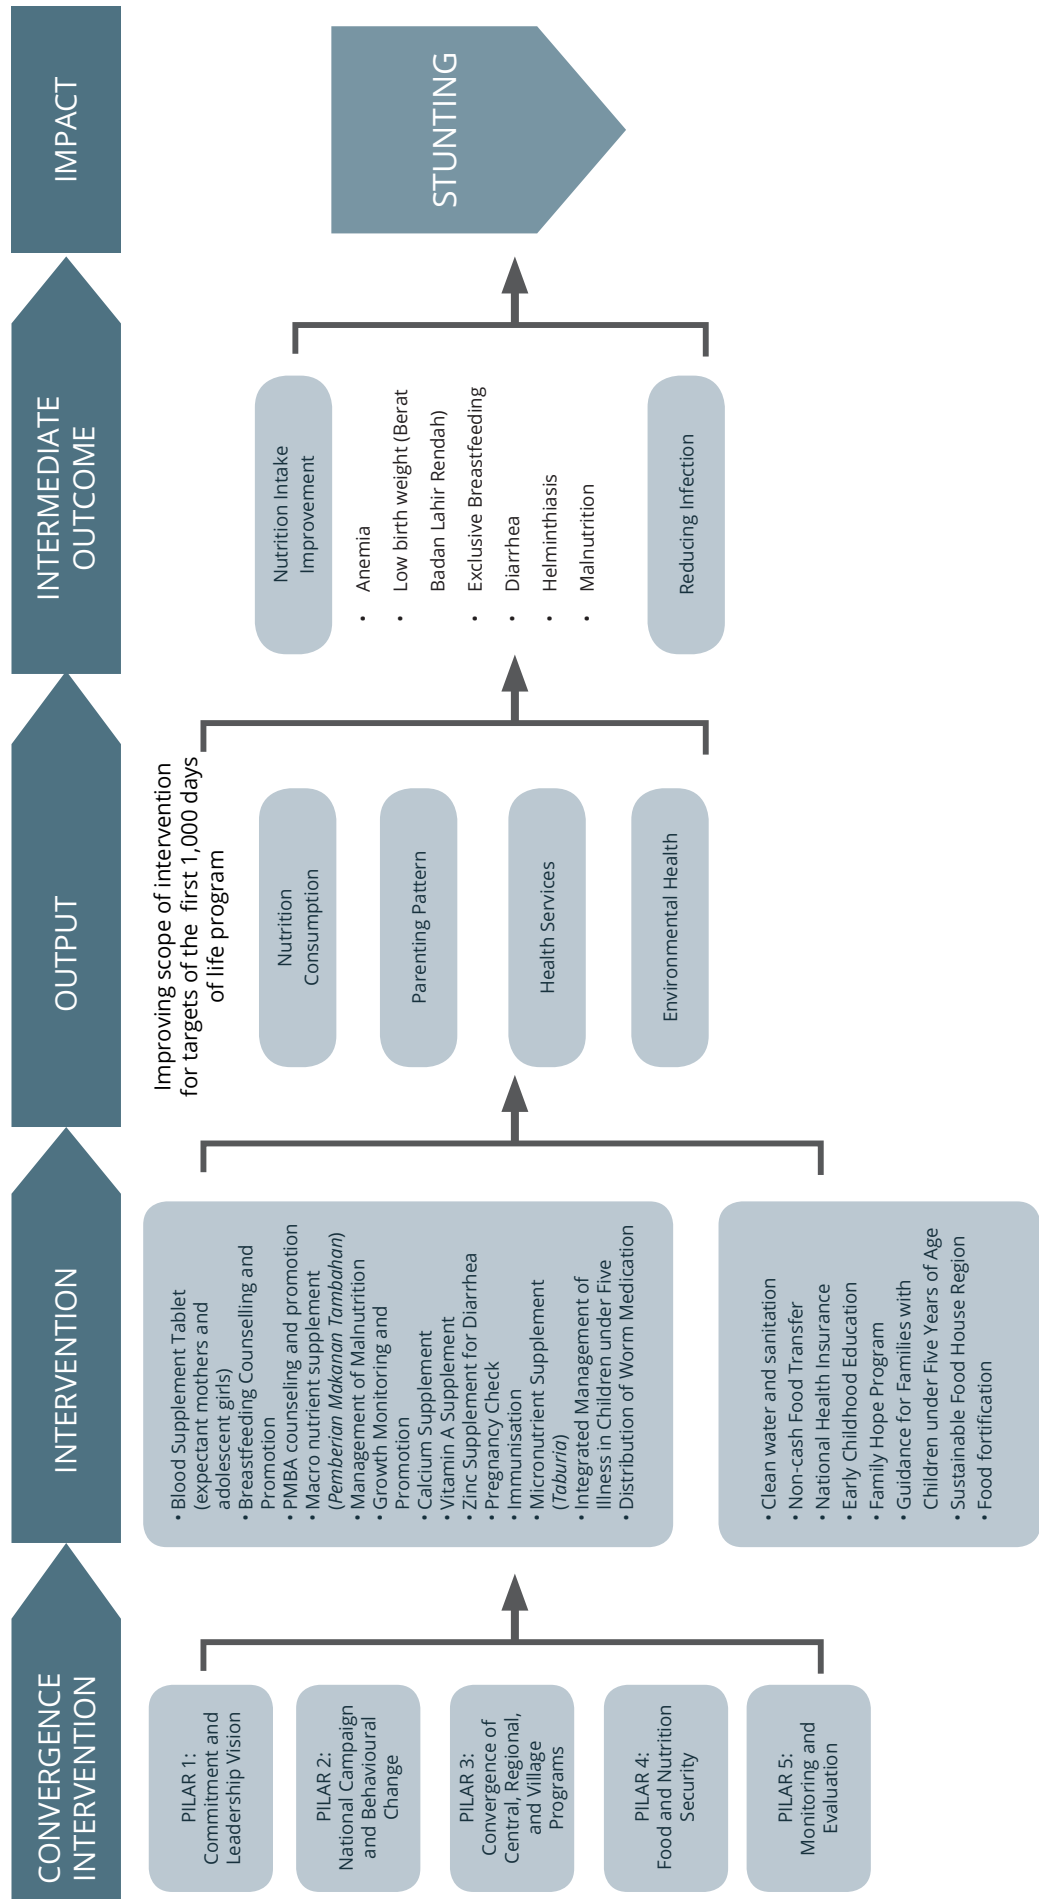 CONVERGENCE
INTERVENTION
INTERVENTION
OUTPUT
INTERMEDIATE
OUTCOME
IMPACT
PILAR 1:
Commitment and
Leadership Vision
PILAR 2:
National Campaign
and Behavioural
Change
PILAR 3:
Convergence of
Central, Regional,
and Village
Programs
PILAR 4:
Food and Nutrition
Security
PILAR 5:
Monitoring and
Evaluation
• Blood Supplement Tablet
(expectant mothers and
adolescent girls)
• Breastfeeding Counselling and
Promotion
• PMBA counseling and promotion
• Macro nutrient supplement
(Pemberian Makanan Tambahan)
• Management of Malnutrition
• Growth Monitoring and
Promotion
• Calcium Supplement
• Vitamin A Supplement
• Zinc Supplement for Diarrhea
• Pregnancy Check
• Immunisation
• Micronutrient Supplement
(Taburia)
• Integrated Management of
Illness in Children under Five
• Distribution of Worm Medication
• Clean water and sanitation
• Non-cash Food Transfer
• National Health Insurance
• Early Childhood Education
• Family Hope Program
• Guidance for Families with
Children under Five Years of Age
• Sustainable Food House Region
• Food fortification
Improving scope of intervention
for targets of the first 1,000 days
of life program
Nutrition
Consumption
Parenting Pattern
Health Services
Environmental Health
Nutrition Intake
Improvement
• Anemia
• Low birth weight (Berat
Badan Lahir Rendah)
• Exclusive Breastfeeding
• Diarrhea
• Helminthiasis
• Malnutrition
Reducing Infection
STUNTING